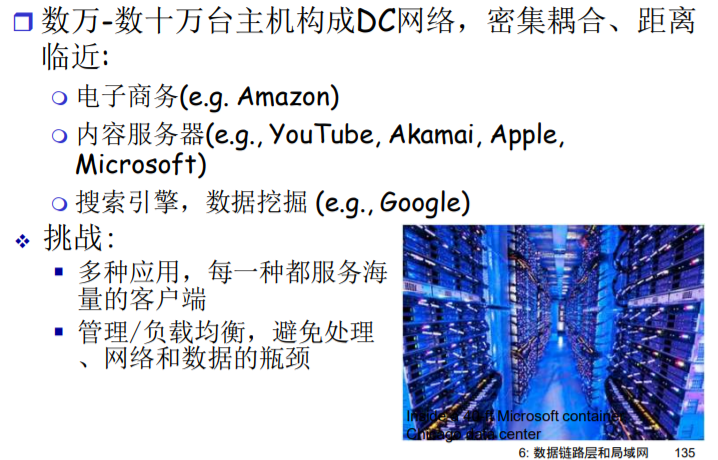 数万-数十万台主机构成DC网络，密集耦合、距离
临近:
电子商务(e.g. Amazon)
内容服务器(e.g., YouTube, Akamai, Apple,
Microsoft)
搜索引擎，数据挖掘 (e.g., Google)
挑战:
多种应用，每一种都服务海
量的客户端
管理/负载均衡，避免处理
、网络和数据的瓶颈
Inside a 40-ft Microsoft container,
Chicago data center
6: 数据链路层和局域网 135